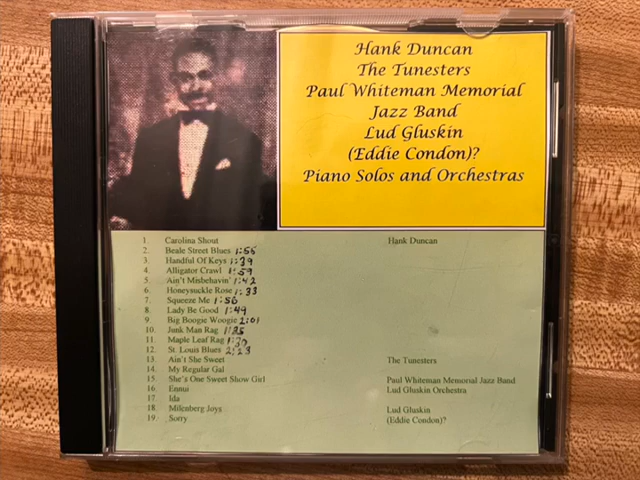 Hank Duncan
The Tunesters
Paul Whiteman Memorial
Jazz Band
Lud Gluskin
(Eddie Condon)?
Piano Solos and Orchestras
1. Carolina Shout Hank Duncan
2. Beale Street Blues 1:55
3. Handful Of Keys 1:39
4. Alligator Crawl 1:59
5. Ain't Misbehavin' 1:42
6. Honeysuckle Rose 1:33
7. Squeeze Me 1:56
8. Lady Be Good 1:49
9. Big Boogie Woogie 2:01
10. Junk Man Rag
11. Maple Leaf Rag
12. St. Louis Blues 2:23
13. Ain't She Sweet The Tunesters
14. My Regular Gal
15. She's One Sweet Show Girl Paul Whiteman Memorial Jazz Band
16. Ennui Lud Gluskin Orchestra
17. Ida
18. Milenberg Joys Lud Gluskin
19. Sorry (Eddie Condon)?